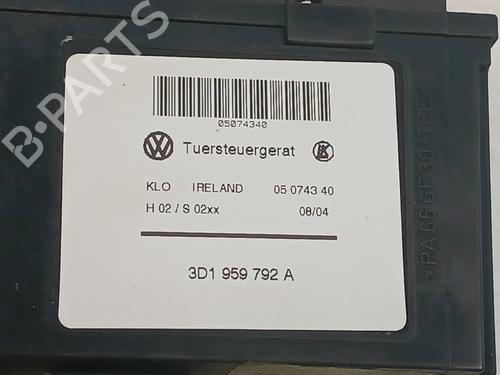 B-PARTS
05074340
Tuersteuergerat
KLO IRELAND 05 0743 40
H 02 / S 02xx 08/04
3D1 959 792 A